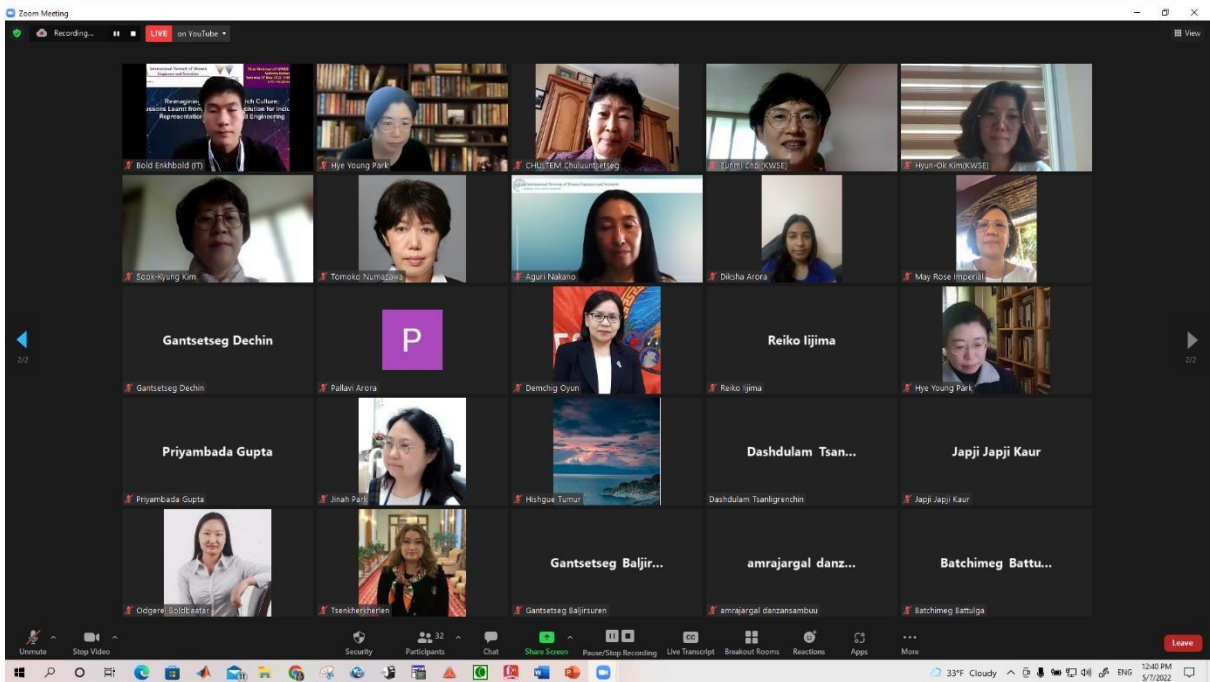 Zoom Meeting
Recording...
LIVE on YouTube
View
International Network of Women
Engineers and Scientists
Reimagining
Representation
Engineering
Bold Enkhbold (IT)
Hye Young Park
CHULTEM Chuluuntsetseg
Sunmi Choi(KWSE)
Hyun-Ok Kim(KWSE)
Sook-Kyung Kim
Tomoko Numazawa
International Network of Women Engineers and Scientists
Aguri Nakano
Diksha Arora
May Rose Imperial
Gantsetseg Dechin
P
Reiko Iijima
2/2
2/2
Gantsetseg Dechin
Pallavi Arora
Demchig Oyun
Reiko Iijima
Hye Young Park
Priyambada Gupta
Dashdulam Tsan...
Japji Japji Kaur
Priyambada Gupta
Jinah Park
Hishgue Tumur
Dashdulam Tsanligrenchin
Japji Japji Kaur
Gantsetseg Baljir...
amrajargal danz...
Batchimeg Battu...
Odgerel Boldbaatar
Tsenkhercherlen
Gantsetseg Baljirsuren
amrajargal danzansambuu
Batchimeg Battulga
32
CC
Unmute
Stop Video
Security
Participants
Chat
Share Screen
Pause/Stop Recording
Live Transcript
Breakout Rooms
Reactions
Apps
More
Leave
33°F Cloudy
ENG
12:40 PM
5/7/2022